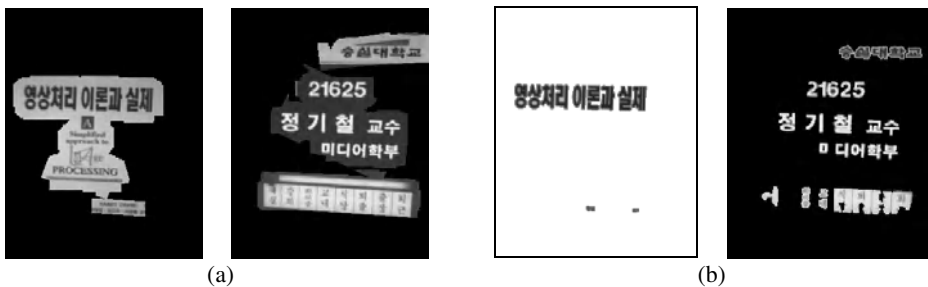 영상처리 이론과 실제
A
Simplified
approach to
PROCESSING
숭실대학교
21625
정기철 교수
미디어학부
(a)
영상처리 이론과 실제
숭실대학교
21625
정기철 교수
미디어학부
(b)